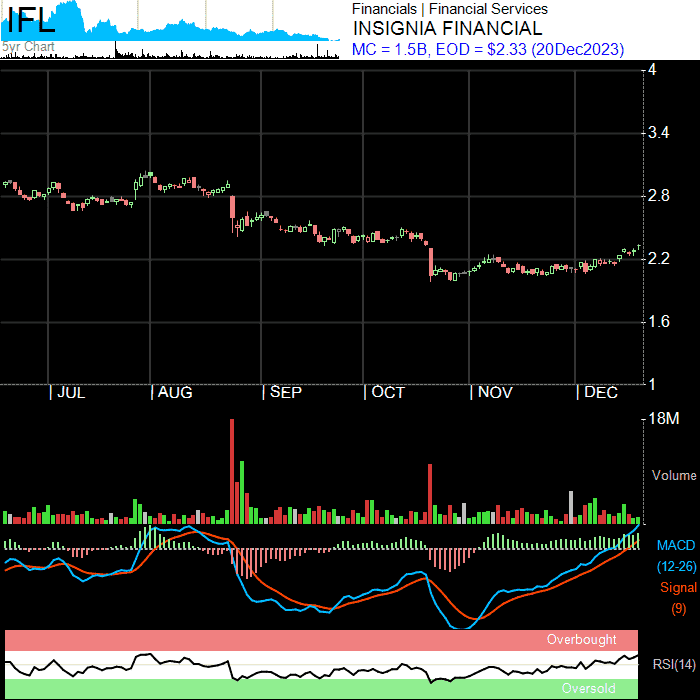 IFL
5yr Chart
Financials | Financial Services
INSIGNIA FINANCIAL
MC = 1.5B, EOD = $2.33 (20Dec2023)
4
3.4
2.8
2.2
1.6
1
| JUL | AUG | SEP | OCT | NOV | DEC
18M
Volume
MACD
(12-26)
Signal
(9)
Overbought
RSI(14)
Oversold